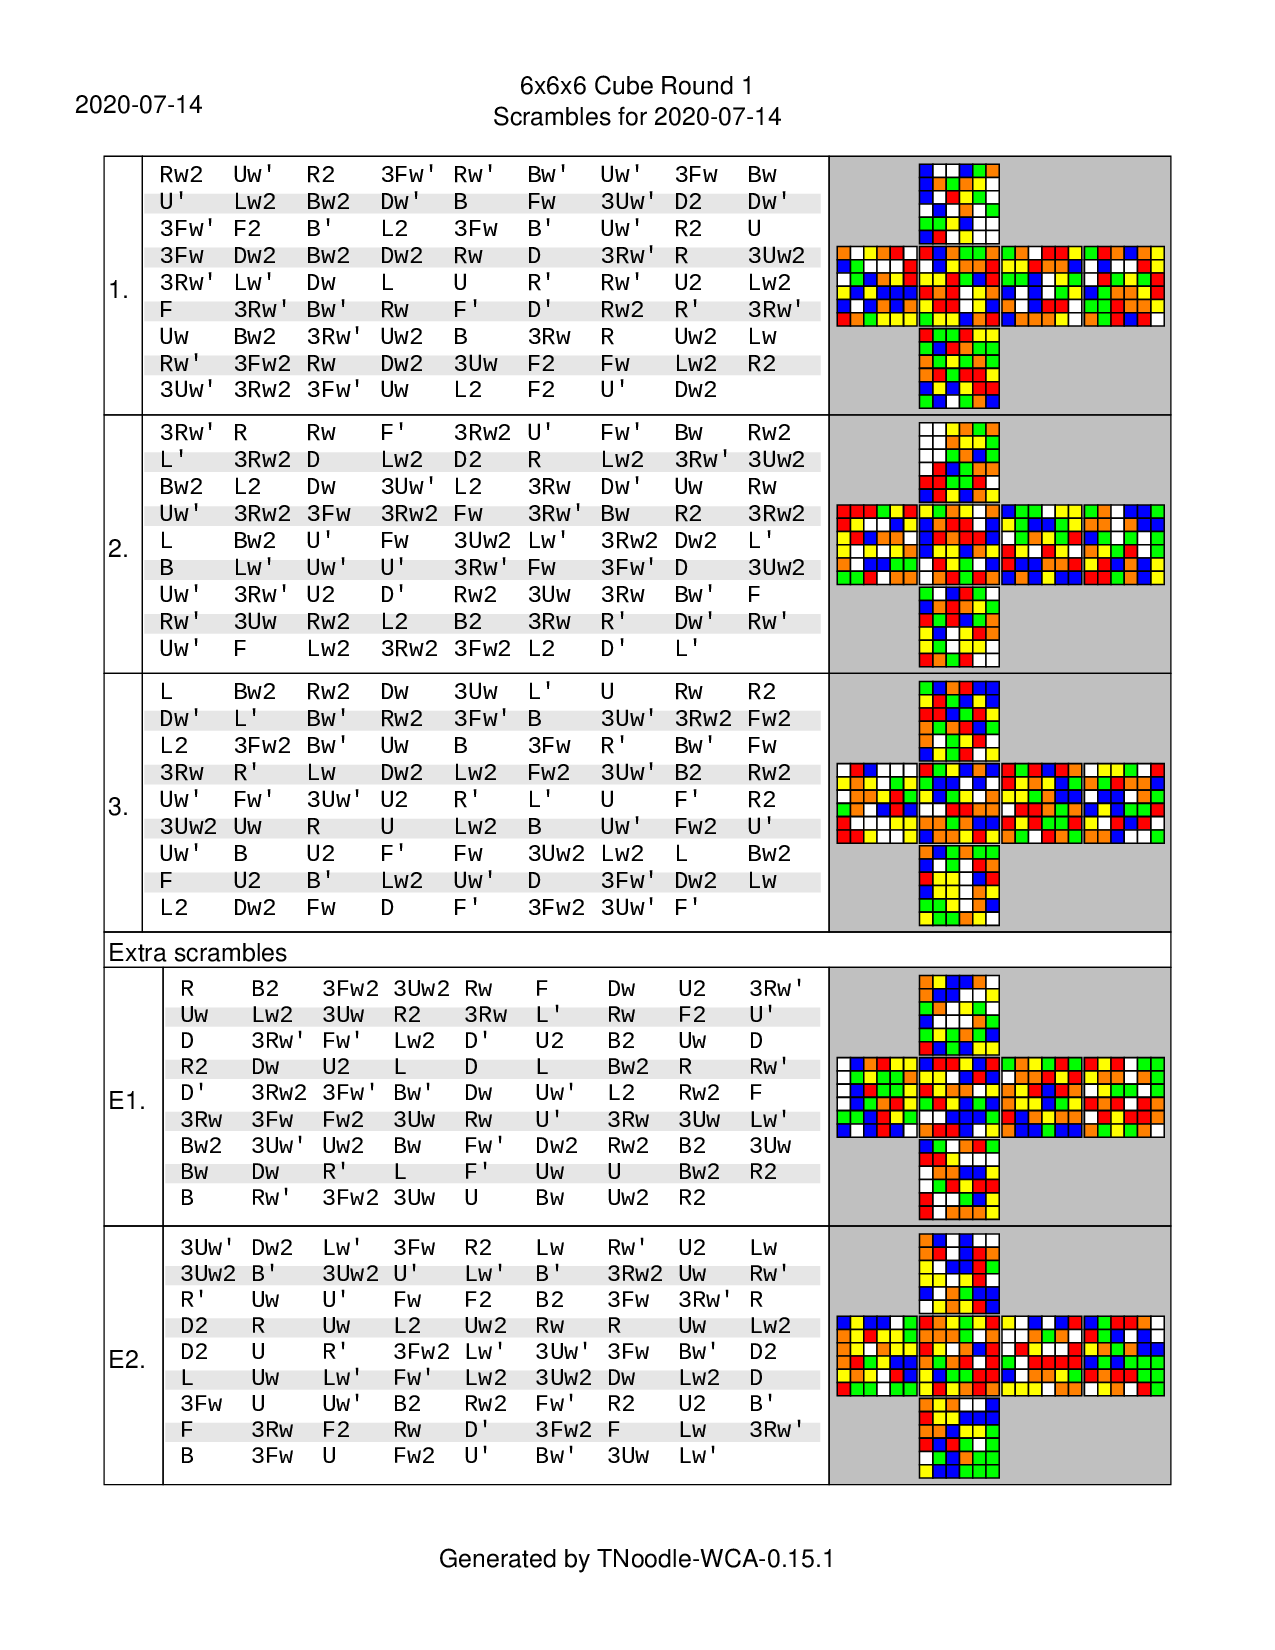 6x6x6 Cube Round 1
2020-07-14
Scrambles for 2020-07-14
1.
Rw2 Uw' R2 3Fw' Rw' Bw' Uw' 3Fw Bw
U' Lw2 Bw2 Dw' B Fw 3Uw' D2 Dw'
3Fw' F2 B' L2 3Fw B' Uw' R2 U
3Fw Dw2 Bw2 Dw2 Rw D 3Rw' R 3Uw2
3Rw' Lw' Dw L U R' Rw' U2 Lw2
F 3Rw' Bw' Rw F' D' Rw2 R' 3Rw'
Uw Bw2 3Rw' Uw2 B 3Rw R Uw2 Lw
Rw' 3Fw2 Rw Dw2 3Uw F2 Fw Lw2 R2
3Uw' 3Rw2 3Fw' Uw L2 F2 U' Dw2
2.
3Rw' R Rw F' 3Rw2 U' Fw' Bw Rw2
L' 3Rw2 D Lw2 D2 R Lw2 3Rw' 3Uw2
Bw2 L2 Dw 3Uw' L2 3Rw Dw' Uw Rw
Uw' 3Rw2 3Fw 3Rw2 Fw 3Rw' Bw R2 3Rw2
L Bw2 U' Fw 3Uw2 Lw' 3Rw2 Dw2 L'
B Lw' Uw' U' 3Rw' Fw 3Fw' D 3Uw2
Uw' 3Rw' U2 D' Rw2 3Uw 3Rw Bw' F
Rw' 3Uw Rw2 L2 B2 3Rw R' Dw' Rw'
Uw' F Lw2 3Rw2 3Fw2 L2 D' L'
3.
L Bw2 Rw2 Dw 3Uw L' U Rw R2
Dw' L' Bw' Rw2 3Fw' B 3Uw' 3Rw2 Fw2
L2 3Fw2 Bw' Uw B 3Fw R' Bw' Fw
3Rw R' Lw Dw2 Lw2 Fw2 3Uw' B2 Rw2
Uw' Fw' 3Uw' U2 R' L' U F' R2
3Uw2 Uw R U Lw2 B Uw' Fw2 U'
Uw' B U2 F' Fw 3Uw2 Lw2 L Bw2
F U2 B' Lw2 Uw' D 3Fw' Dw2 Lw
L2 Dw2 Fw D F' 3Fw2 3Uw' F'
Extra scrambles
E1.
R B2 3Fw2 3Uw2 Rw F Dw U2 3Rw'
Uw Lw2 3Uw R2 3Rw L' Rw F2 U'
D 3Rw' Fw' Lw2 D' U2 B2 Uw D
R2 Dw U2 L D L Bw2 R Rw'
D' 3Rw2 3Fw' Bw' Dw Uw' L2 Rw2 F
3Rw 3Fw Fw2 3Uw Rw U' 3Rw 3Uw Lw'
Bw2 3Uw' Uw2 Bw Fw' Dw2 Rw2 B2 3Uw
Bw Dw R' L F' Uw U Bw2 R2
B Rw' 3Fw2 3Uw U Bw Uw2 R2
E2.
3Uw' Dw2 Lw' 3Fw R2 Lw Rw' U2 Lw
3Uw2 B' 3Uw2 U' Lw' B' 3Rw2 Uw Rw'
R' Uw U' Fw F2 B2 3Fw 3Rw' R
D2 R Uw L2 Uw2 Rw R Uw Lw2
D2 U R' 3Fw2 Lw' 3Uw' 3Fw Bw' D2
L Uw Lw' Fw' Lw2 3Uw2 Dw Lw2 D
3Fw U Uw' B2 Rw2 Fw' R2 U2 B'
F 3Rw F2 Rw D' 3Fw2 F Lw 3Rw'
B 3Fw U Fw2 U' Bw' 3Uw Lw'
Generated by TNoodle-WCA-0.15.1